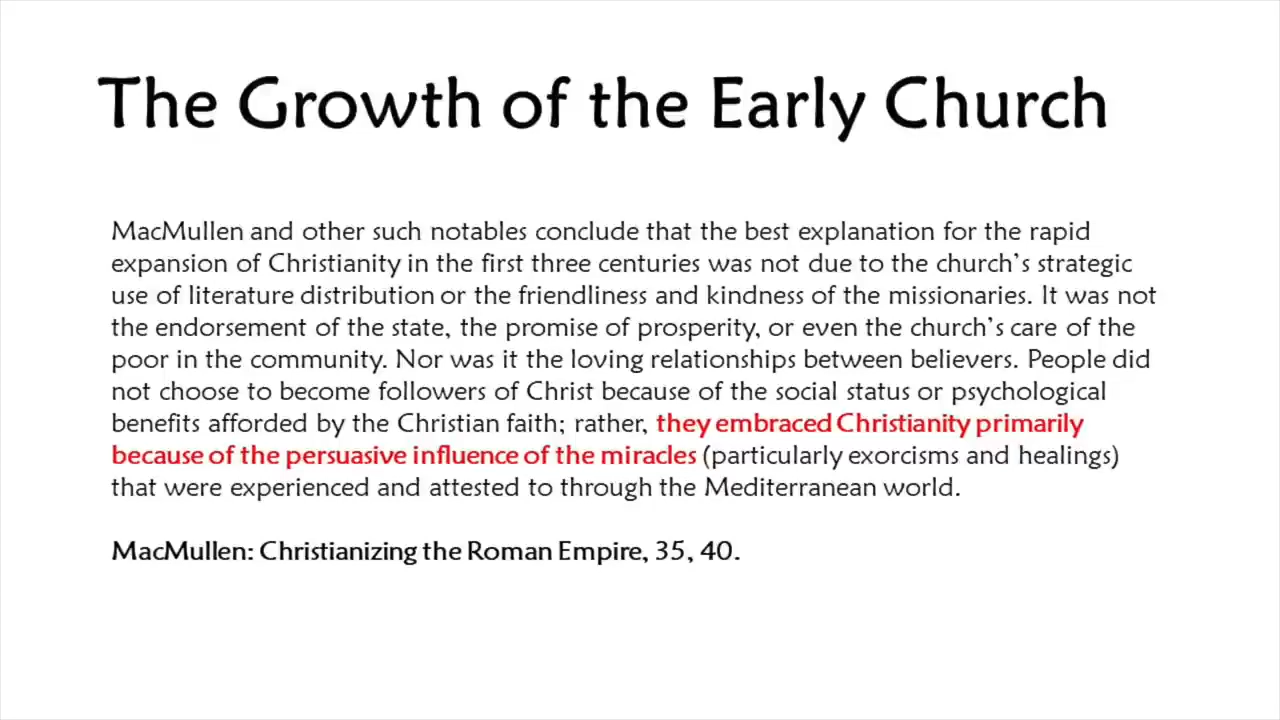 The Growth of the Early Church
MacMullen and other such notables conclude that the best explanation for the rapid
expansion of Christianity in the first three centuries was not due to the church’s strategic
use of literature distribution or the friendliness and kindness of the missionaries. It was not
the endorsement of the state, the promise of prosperity, or even the church’s care of the
poor in the community. Nor was it the loving relationships between believers. People did
not choose to become followers of Christ because of the social status or psychological
benefits afforded by the Christian faith; rather, they embraced Christianity primarily
because of the persuasive influence of the miracles (particularly exorcisms and healings)
that were experienced and attested to through the Mediterranean world.
MacMullen: Christianizing the Roman Empire, 35, 40.